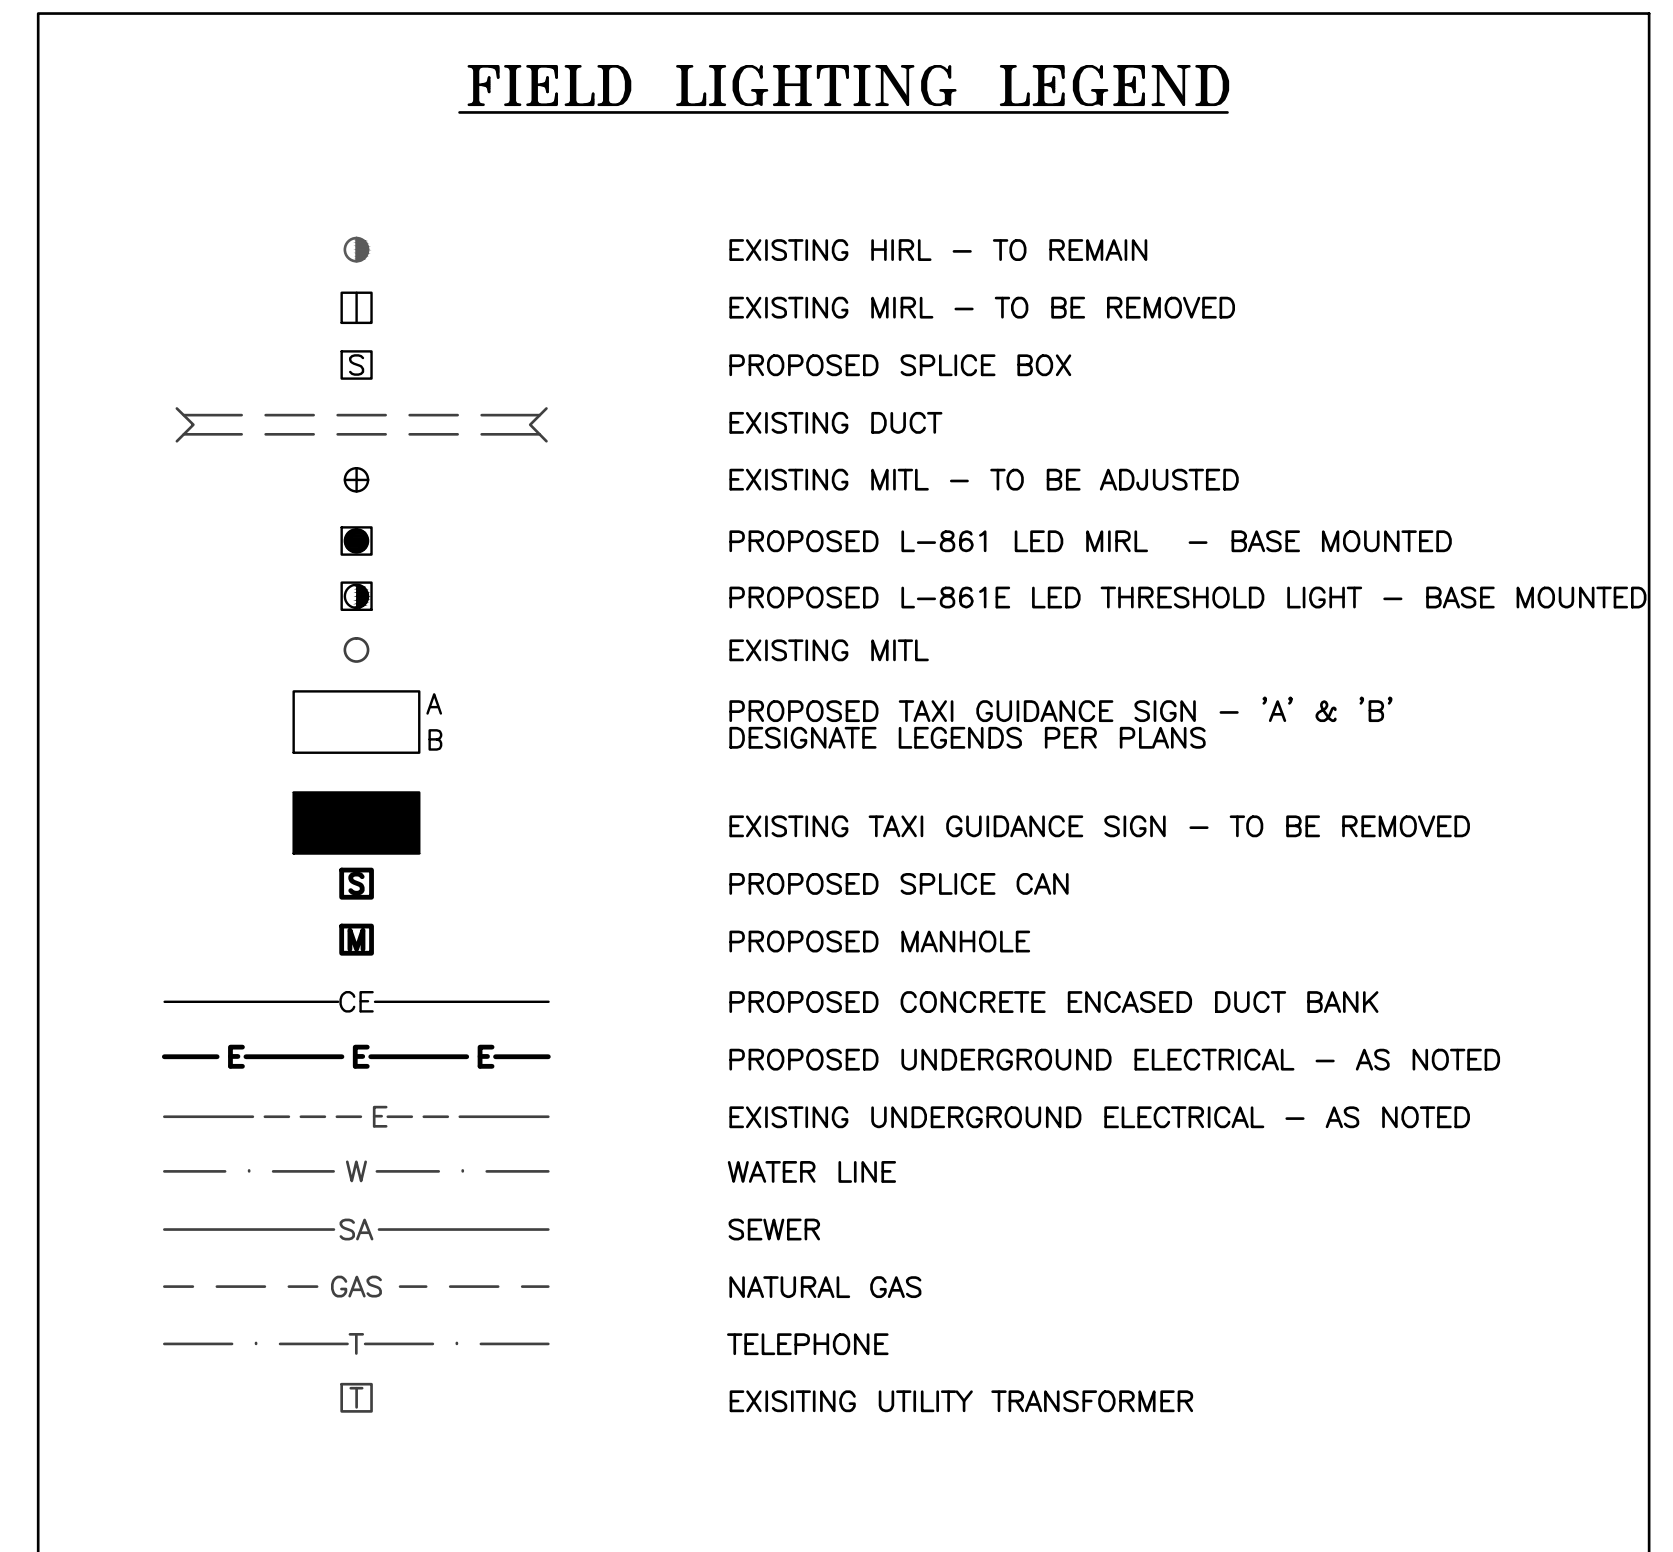 FIELD LIGHTING LEGEND
EXISTING HIRL – TO REMAIN
EXISTING MIRL – TO BE REMOVED
S PROPOSED SPLICE BOX
EXISTING DUCT
EXISTING MITL – TO BE ADJUSTED
PROPOSED L–861 LED MIRL – BASE MOUNTED
PROPOSED L–861E LED THRESHOLD LIGHT – BASE MOUNTED
EXISTING MITL
A PROPOSED TAXI GUIDANCE SIGN – 'A' & 'B'
B DESIGNATE LEGENDS PER PLANS
EXISTING TAXI GUIDANCE SIGN – TO BE REMOVED
S PROPOSED SPLICE CAN
M PROPOSED MANHOLE
CE PROPOSED CONCRETE ENCASED DUCT BANK
E E E PROPOSED UNDERGROUND ELECTRICAL – AS NOTED
E EXISTING UNDERGROUND ELECTRICAL – AS NOTED
W WATER LINE
SA SEWER
GAS NATURAL GAS
T TELEPHONE
T EXISITING UTILITY TRANSFORMER